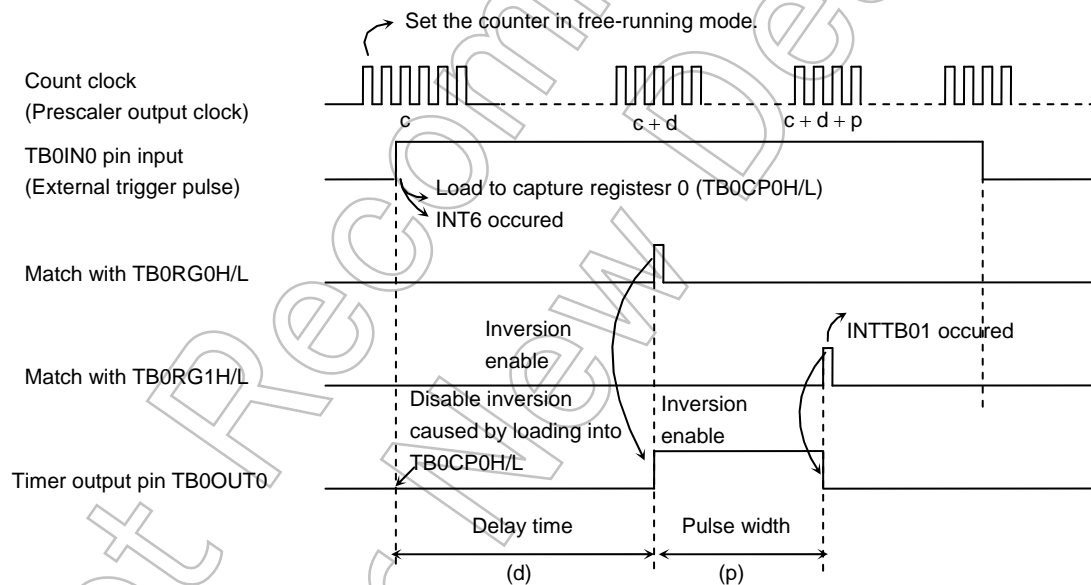 Set the counter in free-running mode.
Count clock
(Prescaler output clock)
c
c + d
c + d + p
TB0IN0 pin input
(External trigger pulse)
Load to capture registesr 0 (TB0CP0H/L)
INT6 occured
Match with TB0RG0H/L
Inversion
enable
INTTB01 occured
Match with TB0RG1H/L
Disable inversion
caused by loading into
TB0CP0H/L
Inversion
enable
Timer output pin TB0OUT0
Delay time
Pulse width
(d)
(p)